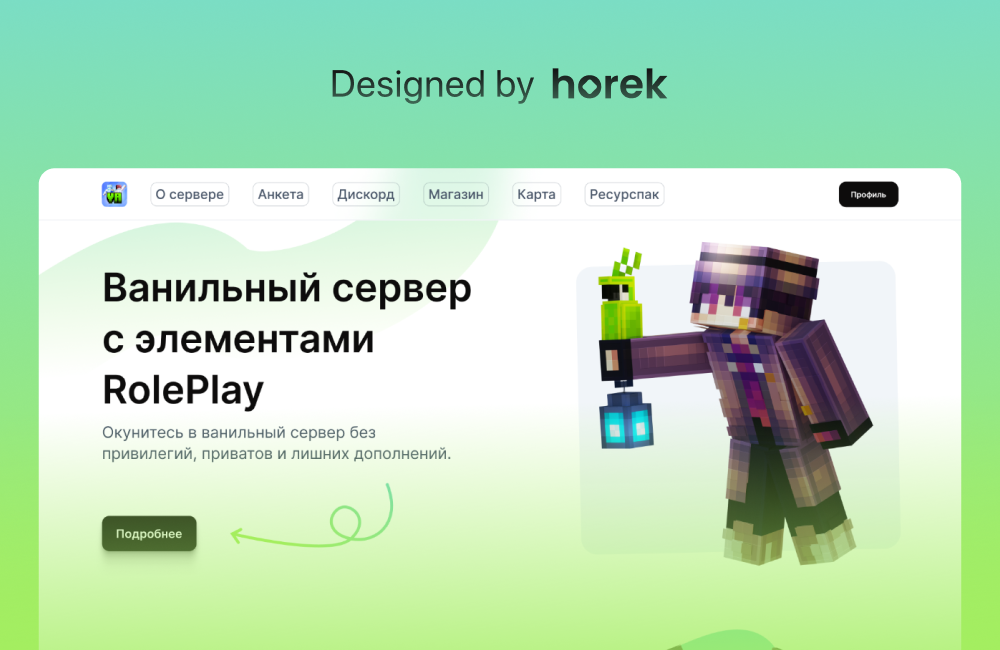 Designed by horek
О сервере Анкета Дискорд Магазин Карта Ресурспак Профиль
Ванильный сервер
с элементами
RolePlay
Окунитесь в ванильный сервер без
привилегий, приватов и лишних дополнений.
Подробнее